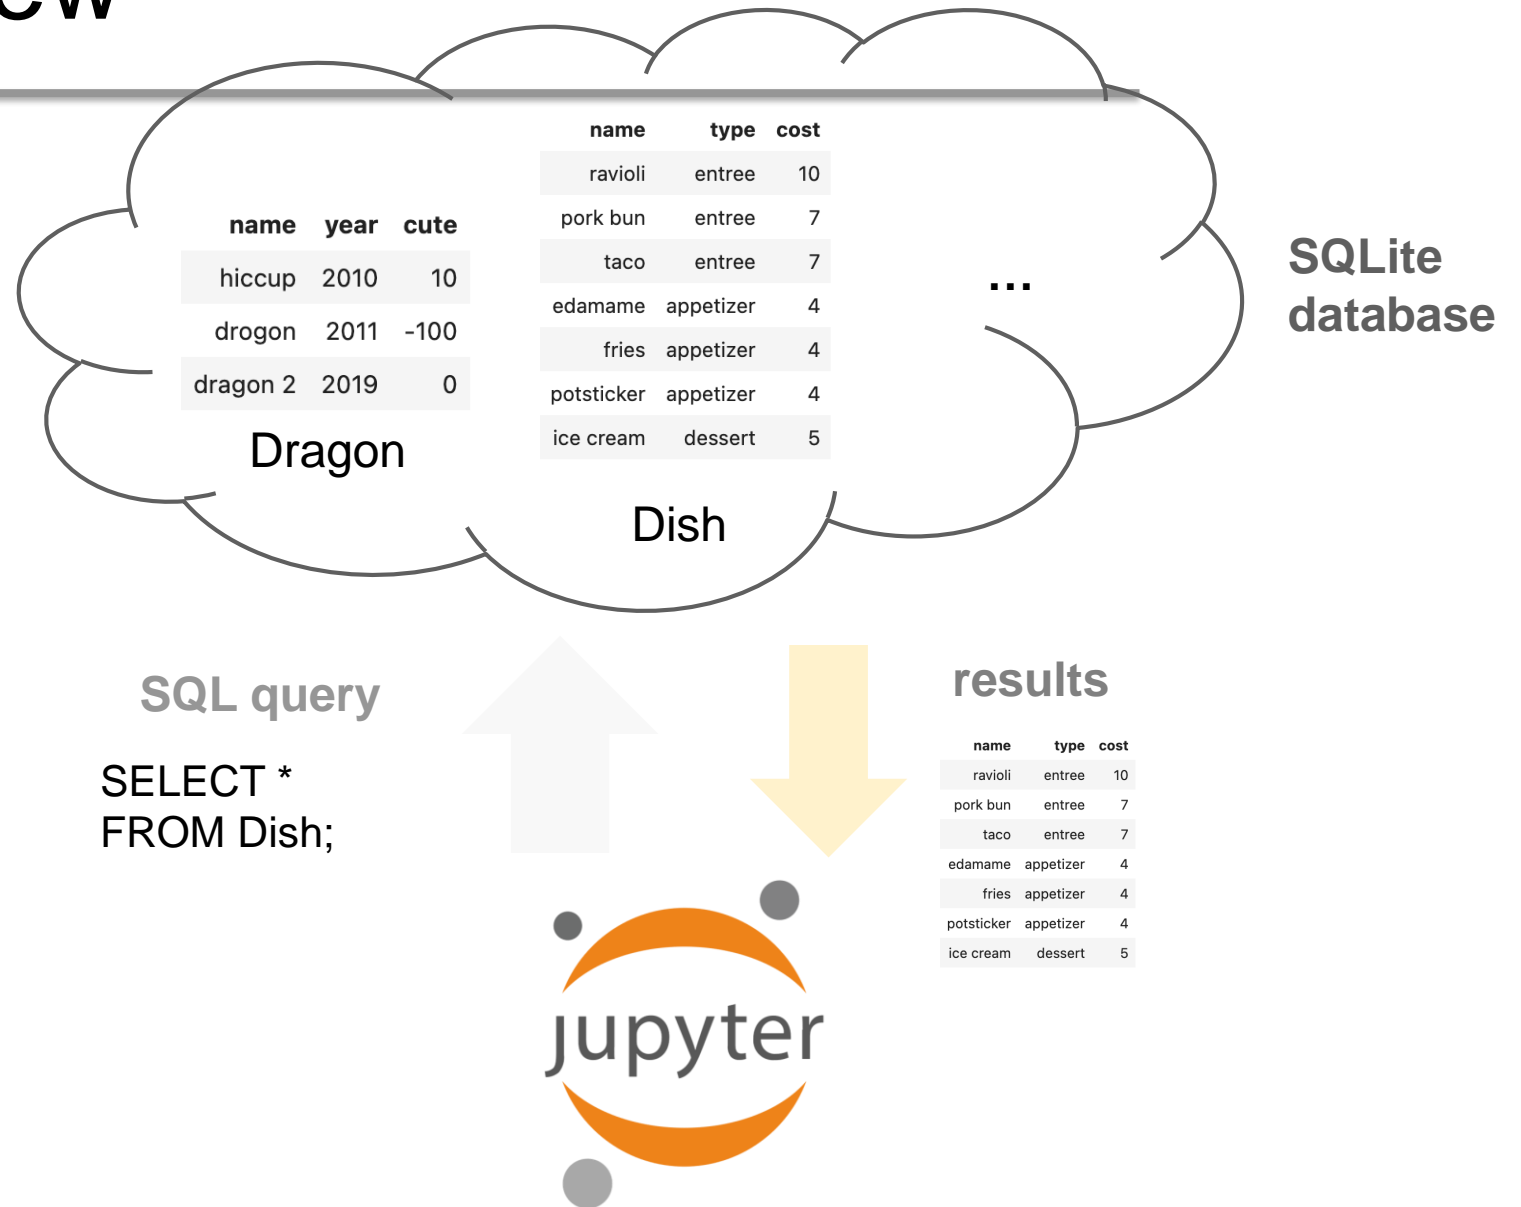 name year cute
hiccup 2010 10
drogon 2011 -100
dragon 2 2019 0
Dragon
name type cost
ravioli entree 10
pork bun entree 7
taco entree 7
edamame appetizer 4
fries appetizer 4
potsticker appetizer 4
ice cream dessert 5
Dish
...
SQLite
database
SQL query
SELECT *
FROM Dish;
results
name type cost
ravioli entree 10
pork bun entree 7
taco entree 7
edamame appetizer 4
fries appetizer 4
potsticker appetizer 4
ice cream dessert 5
jupyter